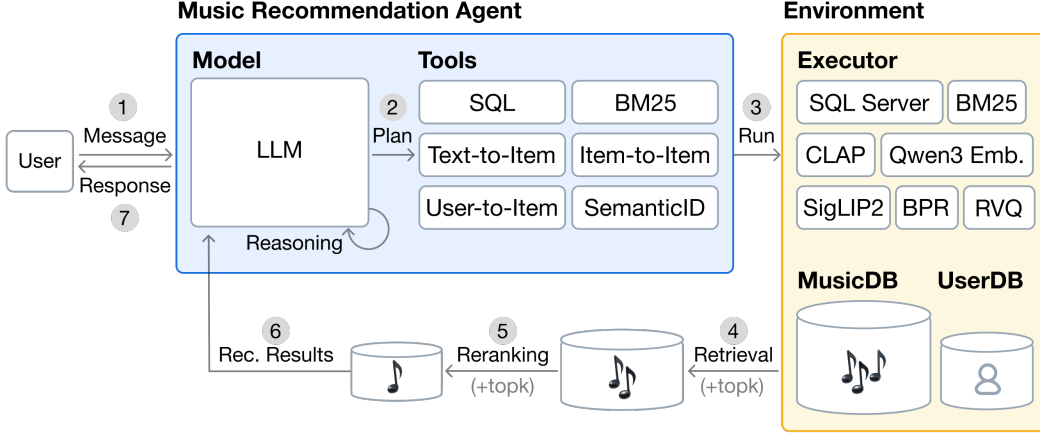 Music Recommendation Agent
Environment
Model
Tools
Executor
User
1
Message
Response
7
LLM
Reasoning
2
Plan
SQL
BM25
Text-to-Item
Item-to-Item
User-to-Item
SemanticID
3
Run
SQL Server
BM25
CLAP
Qwen3 Emb.
SigLIP2
BPR
RVQ
MusicDB
UserDB
4
Retrieval
(+topk)
5
Reranking
(+topk)
6
Rec. Results